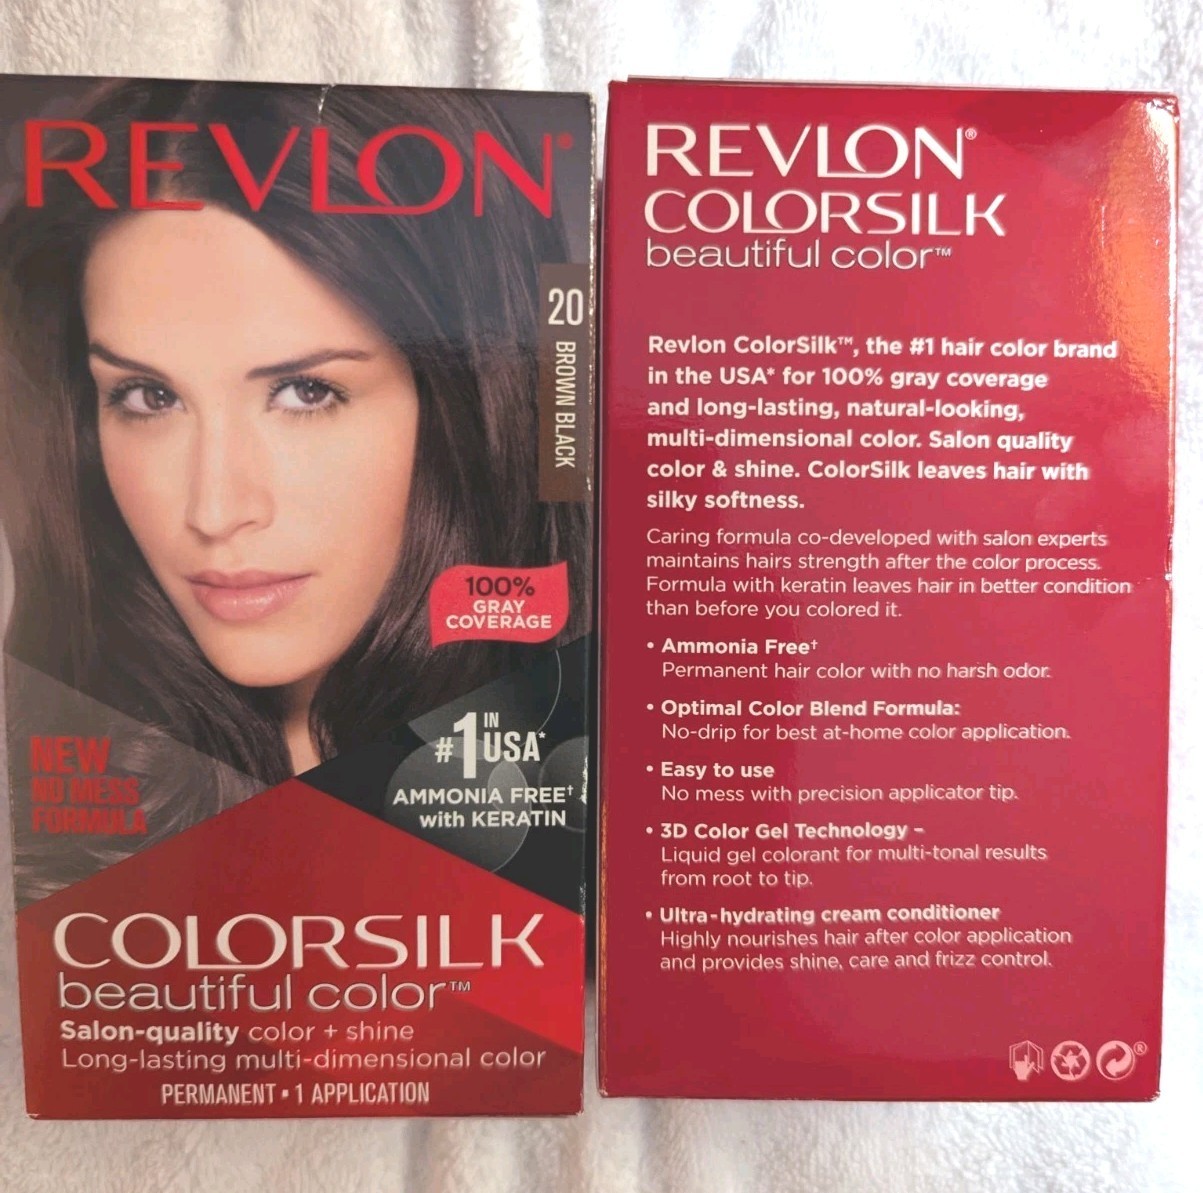 REVLON®
20
BROWN BLACK
100%
GRAY
COVERAGE
#1 IN
USA*
AMMONIA FREE†
with KERATIN
NEW
NO MESS
FORMULA
COLORSILK
beautiful color™
Salon-quality color + shine
Long-lasting multi-dimensional color
PERMANENT ▪ 1 APPLICATION
REVLON®
COLORSILK
beautiful color™
Revlon ColorSilk™, the #1 hair color brand
in the USA* for 100% gray coverage
and long-lasting, natural-looking,
multi-dimensional color. Salon quality
color & shine. ColorSilk leaves hair with
silky softness.
Caring formula co-developed with salon experts
maintains hairs strength after the color process.
Formula with keratin leaves hair in better condition
than before you colored it.
• Ammonia Free†
Permanent hair color with no harsh odor.
• Optimal Color Blend Formula:
No-drip for best at-home color application.
• Easy to use
No mess with precision applicator tip.
• 3D Color Gel Technology –
Liquid gel colorant for multi-tonal results
from root to tip.
• Ultra-hydrating cream conditioner
Highly nourishes hair after color application
and provides shine, care and frizz control.
®